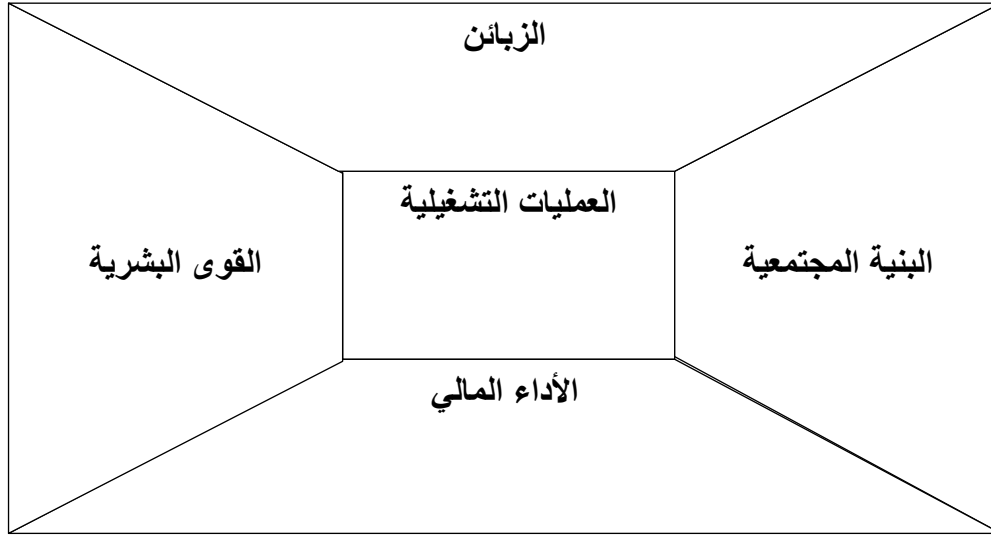 الزبائن
العمليات التشغيلية
البنية المجتمعية
القوى البشرية
الأداء المالي